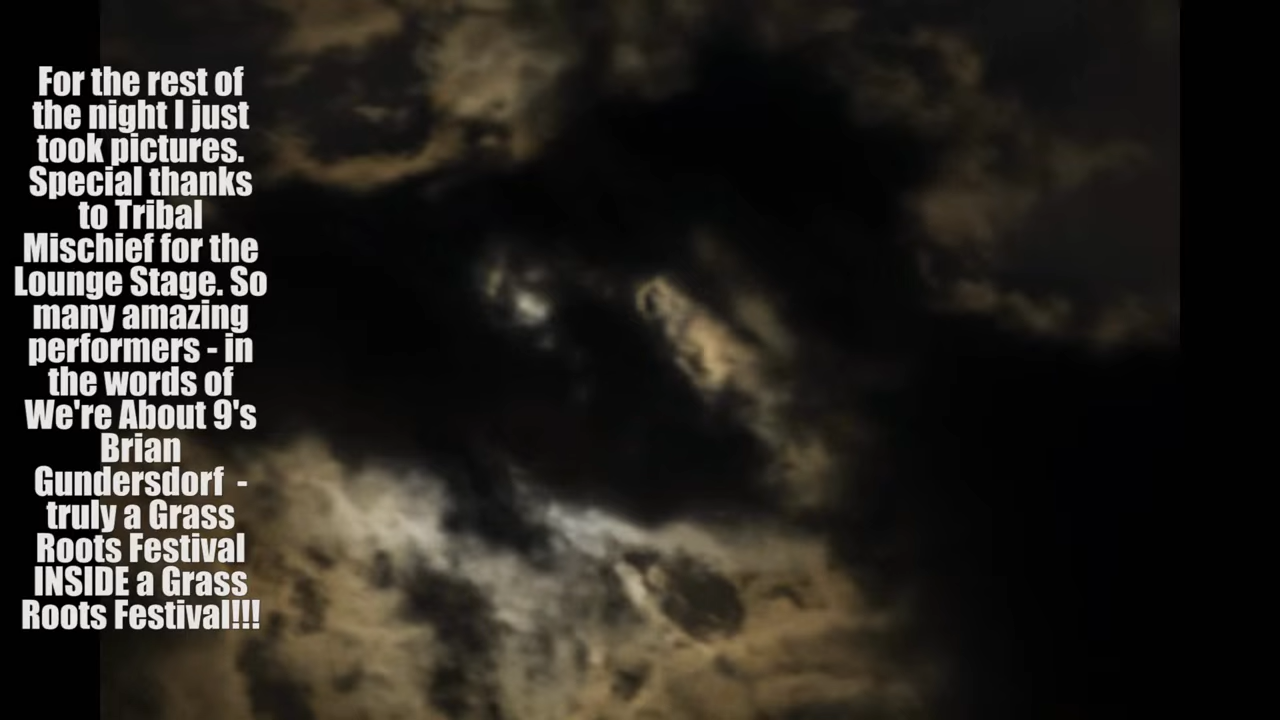 For the rest of
the night I just
took pictures.
Special thanks
to Tribal
Mischief for the
Lounge Stage. So
many amazing
performers - in
the words of
We're About 9's
Brian
Gundersdorf  -
truly a Grass
Roots Festival
INSIDE a Grass
Roots Festival!!!